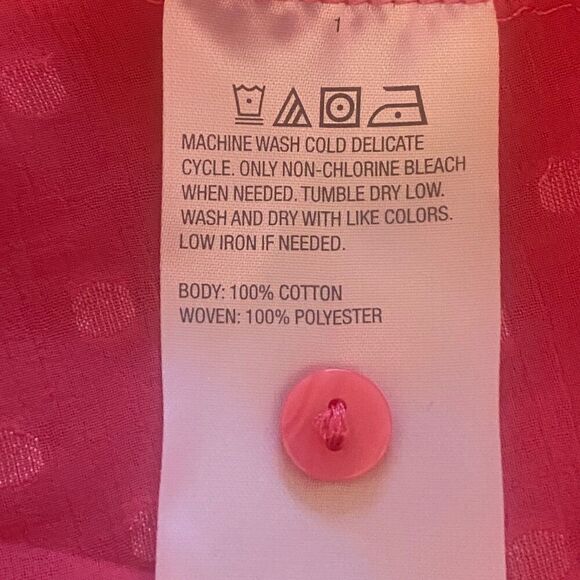 1
MACHINE WASH COLD DELICATE
CYCLE. ONLY NON-CHLORINE BLEACH
WHEN NEEDED. TUMBLE DRY LOW.
WASH AND DRY WITH LIKE COLORS.
LOW IRON IF NEEDED.
BODY: 100% COTTON
WOVEN: 100% POLYESTER